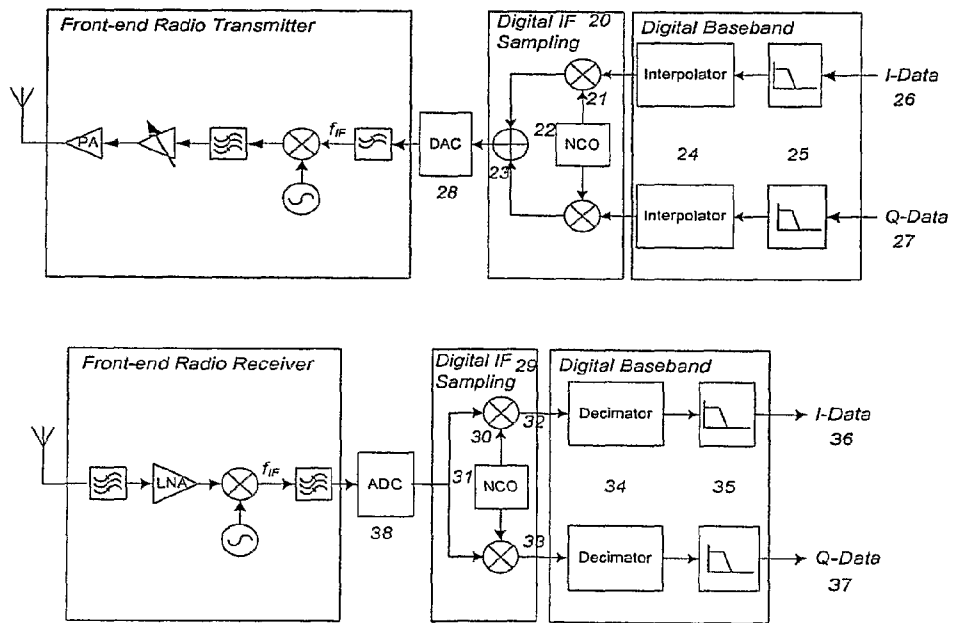 Front-end Radio Transmitter
Digital IF 20
Sampling
Digital Baseband
PA
f_IF
DAC
28
21
22
NCO
23
Interpolator
I-Data
26
24
25
Interpolator
Q-Data
27
Front-end Radio Receiver
Digital IF 29
Sampling
Digital Baseband
LNA
f_IF
ADC
38
30
32
31
NCO
33
Decimator
I-Data
36
34
35
Decimator
Q-Data
37